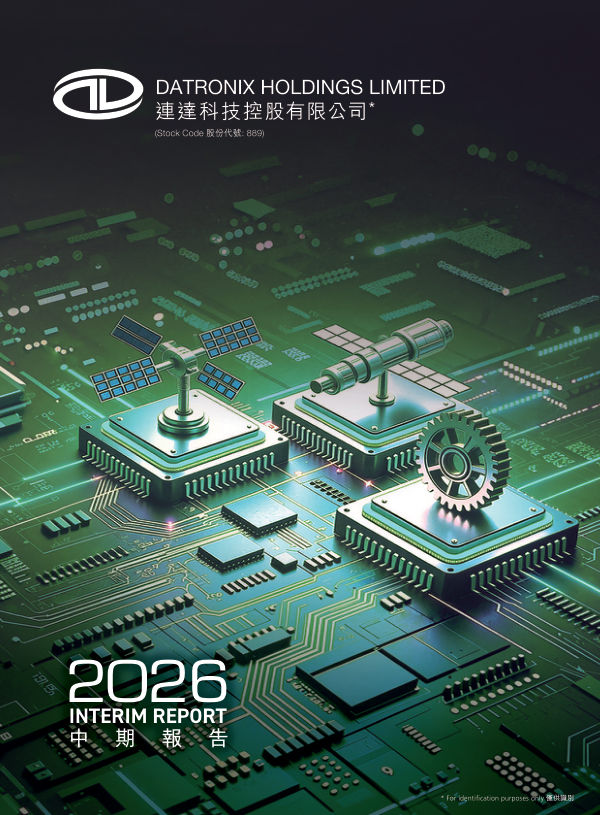 DATRONIX HOLDINGS LIMITED
連達科技控股有限公司*
(Stock Code 股份代號: 889)
2026
INTERIM REPORT
中期報告
* For identification purposes only 僅供識別